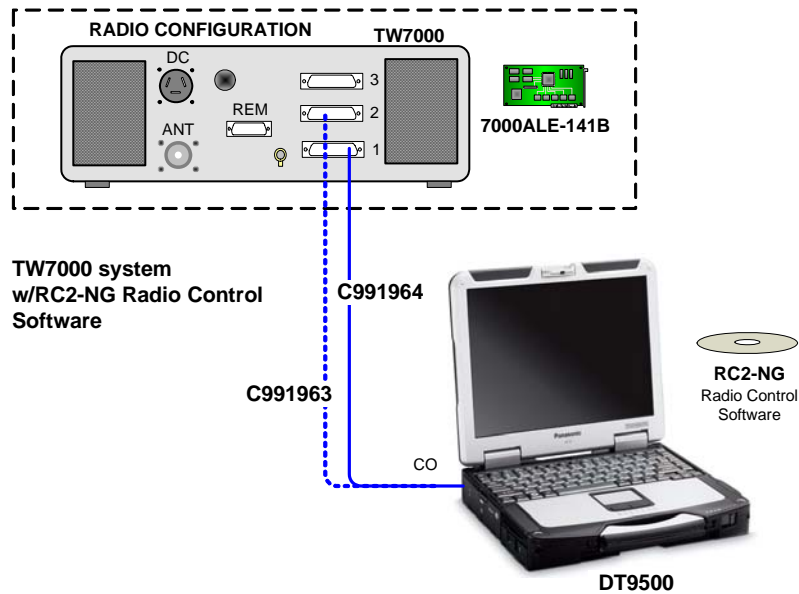 RADIO CONFIGURATION
TW7000
DC
3
REM
2
ANT
1
7000ALE-141B
TW7000 system
w/RC2-NG Radio Control
Software
C991964
C991963
RC2-NG
Radio Control
Software
Panasonic
CO
DT9500